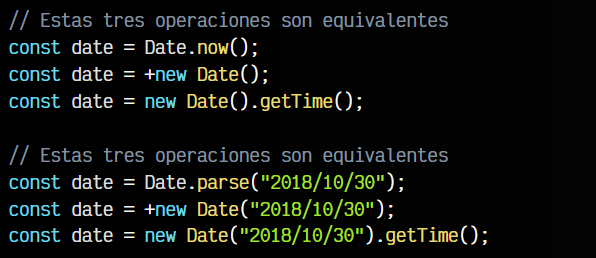 // Estas tres operaciones son equivalentes
const date = Date.now();
const date = +new Date();
const date = new Date().getTime();
// Estas tres operaciones son equivalentes
const date = Date.parse("2018/10/30");
const date = +new Date("2018/10/30");
const date = new Date("2018/10/30").getTime();